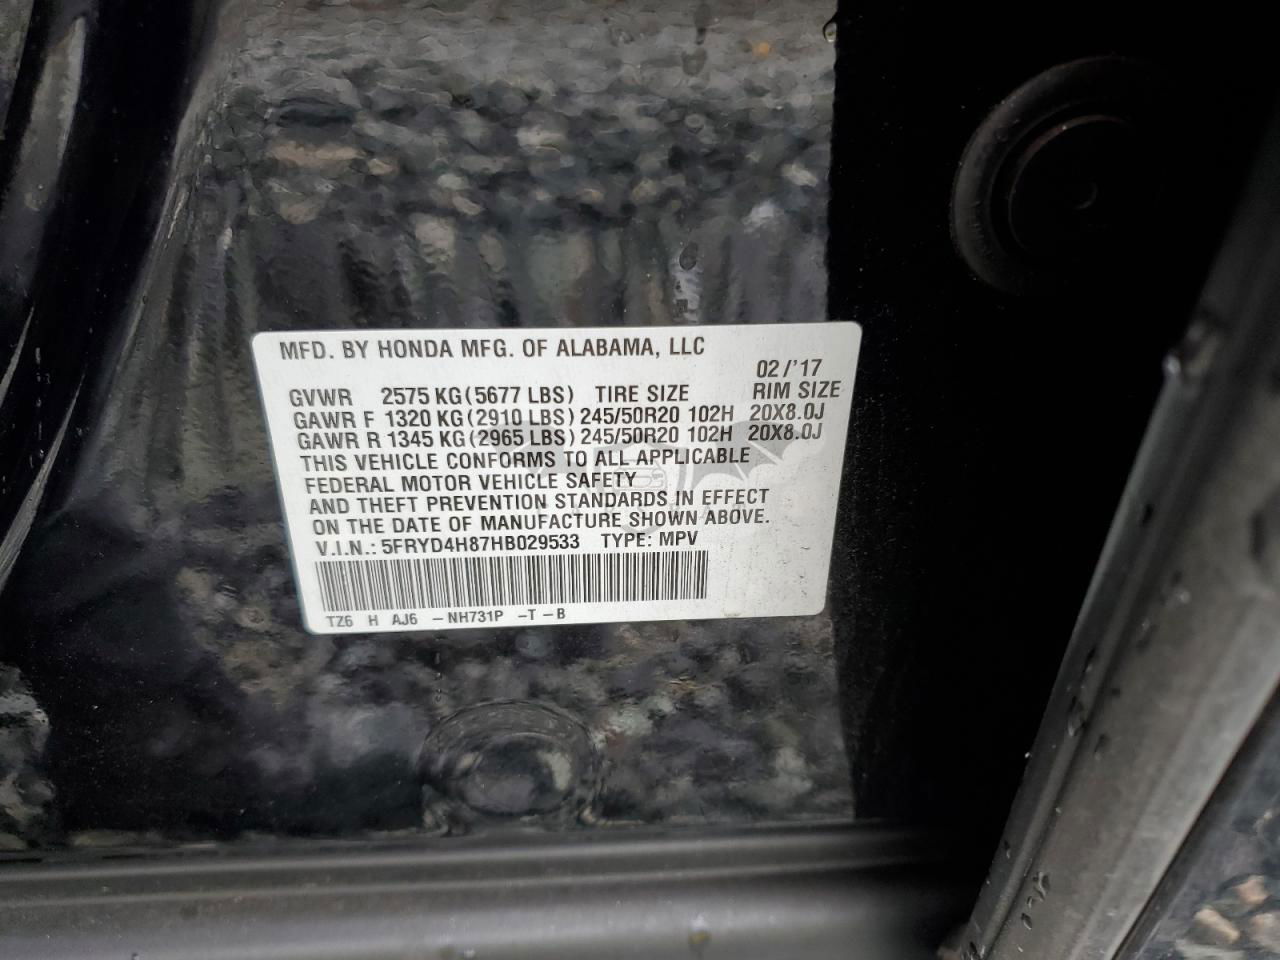 MFD. BY HONDA MFG. OF ALABAMA, LLC
02/'17
GVWR 2575 KG (5677 LBS) TIRE SIZE RIM SIZE
GAWR F 1320 KG (2910 LBS) 245/50R20 102H 20X8.0J
GAWR R 1345 KG (2965 LBS) 245/50R20 102H 20X8.0J
THIS VEHICLE CONFORMS TO ALL APPLICABLE
FEDERAL MOTOR VEHICLE SAFETY
AND THEFT PREVENTION STANDARDS IN EFFECT
ON THE DATE OF MANUFACTURE SHOWN ABOVE.
V.I.N.: 5FRYD4H87HB029533 TYPE: MPV
TZ6 H AJ6 -NH731P -T-B